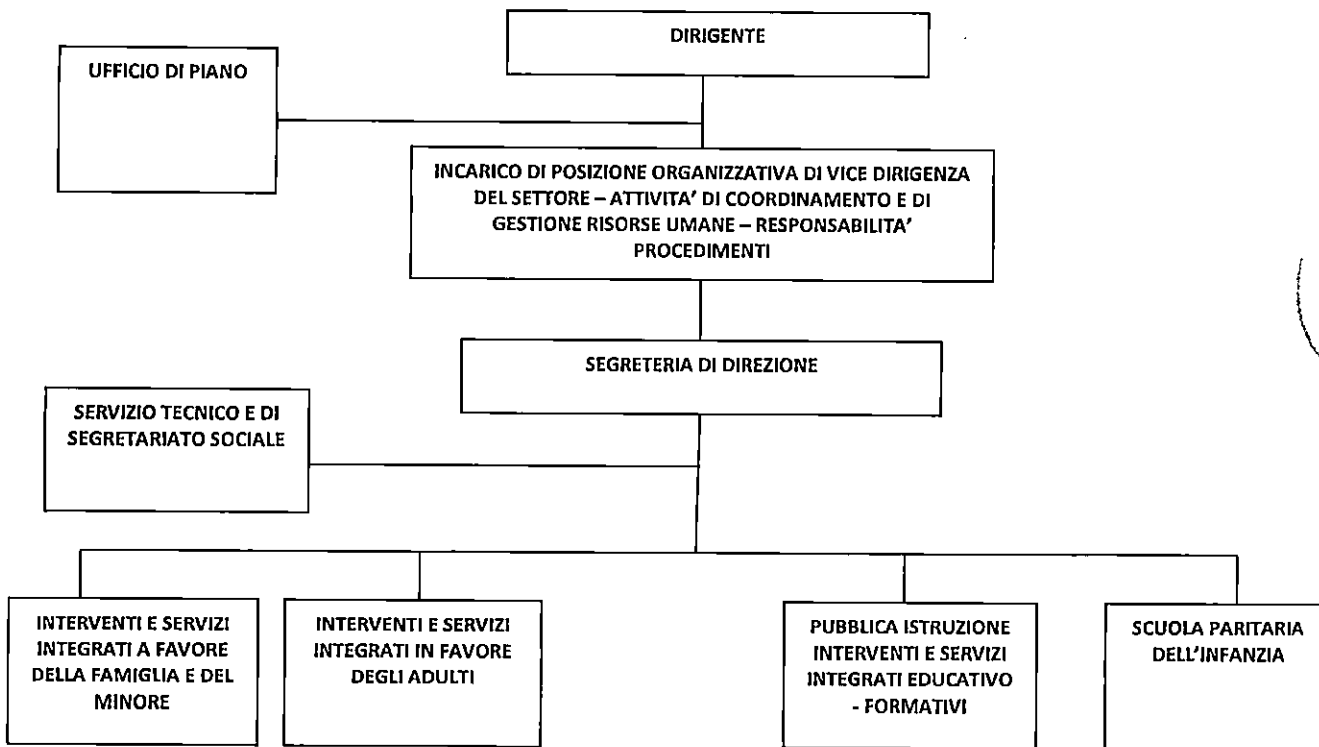 DIRIGENTE
UFFICIO DI PIANO
INCARICO DI POSIZIONE ORGANIZZATIVA DI VICE DIRIGENZA
DEL SETTORE – ATTIVITA' DI COORDINAMENTO E DI
GESTIONE RISORSE UMANE – RESPONSABILITA'
PROCEDIMENTI
SEGRETERIA DI DIREZIONE
SERVIZIO TECNICO E DI
SEGRETARIATO SOCIALE
INTERVENTI E SERVIZI
INTEGRATI A FAVORE
DELLA FAMIGLIA E DEL
MINORE
INTERVENTI E SERVIZI
INTEGRATI IN FAVORE
DEGLI ADULTI
PUBBLICA ISTRUZIONE
INTERVENTI E SERVIZI
INTEGRATI EDUCATIVO
- FORMATIVI
SCUOLA PARITARIA
DELL'INFANZIA